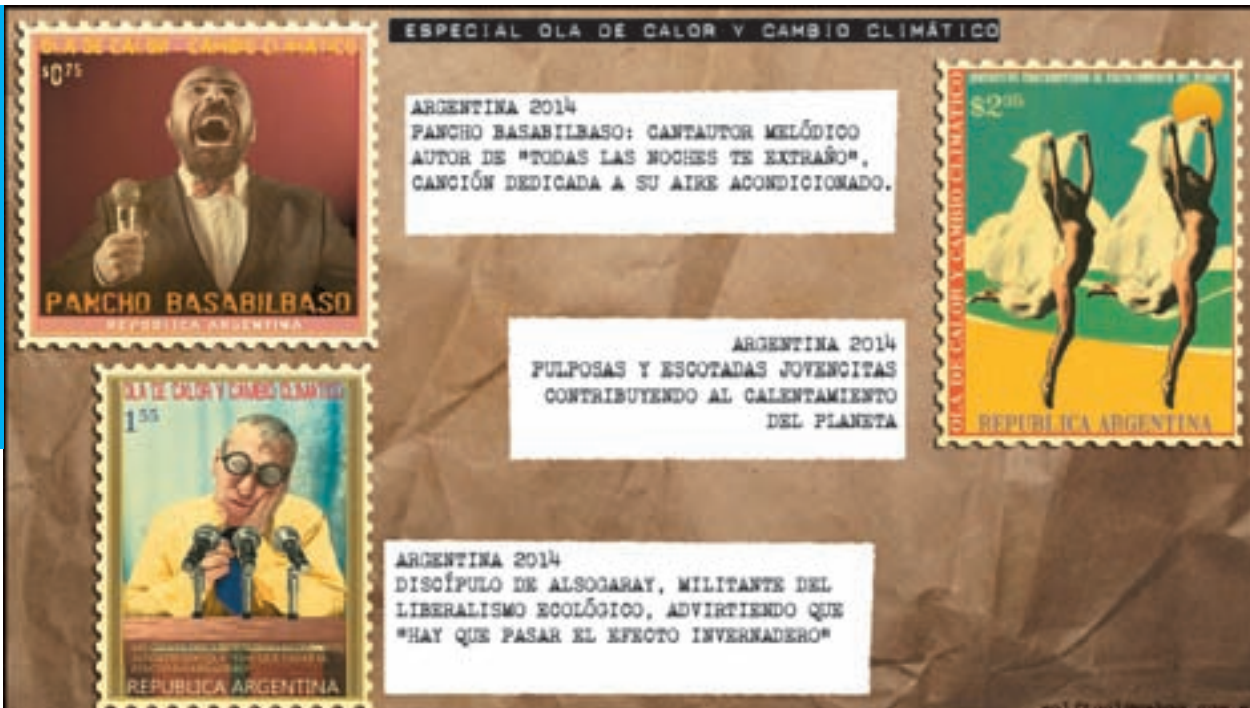 ESPECIAL OLA DE CALOR Y CAMBIO CLIMÁTICO
OLA DE CALOR - CAMBIO CLIMATICO
$0.75
PANCHO BASABILBASO
REPUBLICA ARGENTINA
ARGENTINA 2014
PANCHO BASABILBASO: CANTAUTOR MELÓDICO
AUTOR DE "TODAS LAS NOCHES TE EXTRAÑO",
CANCIÓN DEDICADA A SU AIRE ACONDICIONADO.
$2.05
OLA DE CALOR Y CAMBIO CLIMATICO
REPUBLICA ARGENTINA
ARGENTINA 2014
PULPOSAS Y ESCOTADAS JOVENCITAS
CONTRIBUYENDO AL CALENTAMIENTO
DEL PLANETA
OLA DE CALOR Y CAMBIO CLIMATICO
1.55
REPUBLICA ARGENTINA
ARGENTINA 2014
DISCÍPULO DE ALSOGARAY, MILITANTE DEL
LIBERALISMO ECOLÓGICO, ADVIRTIENDO QUE
"HAY QUE PASAR EL EFECTO INVERNADERO"